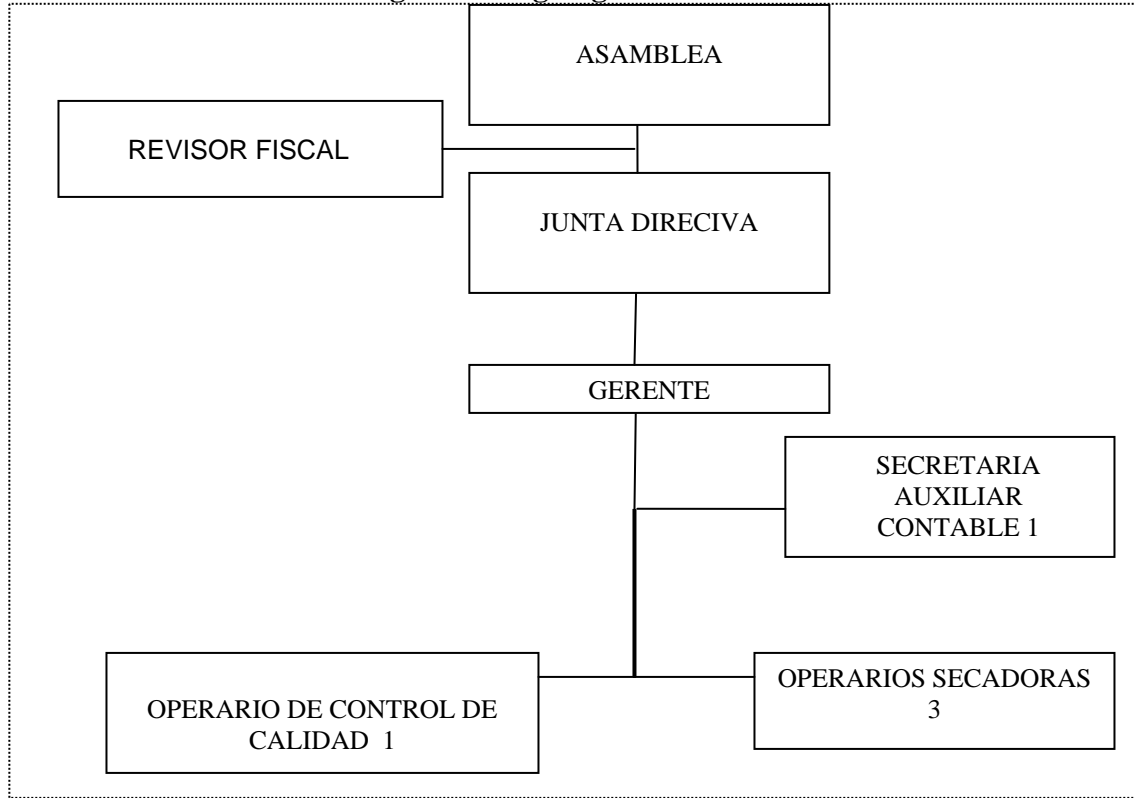 ASAMBLEA
REVISOR FISCAL
JUNTA DIRECIVA
GERENTE
SECRETARIA
AUXILIAR
CONTABLE 1
OPERARIO DE CONTROL DE
CALIDAD 1
OPERARIOS SECADORAS
3